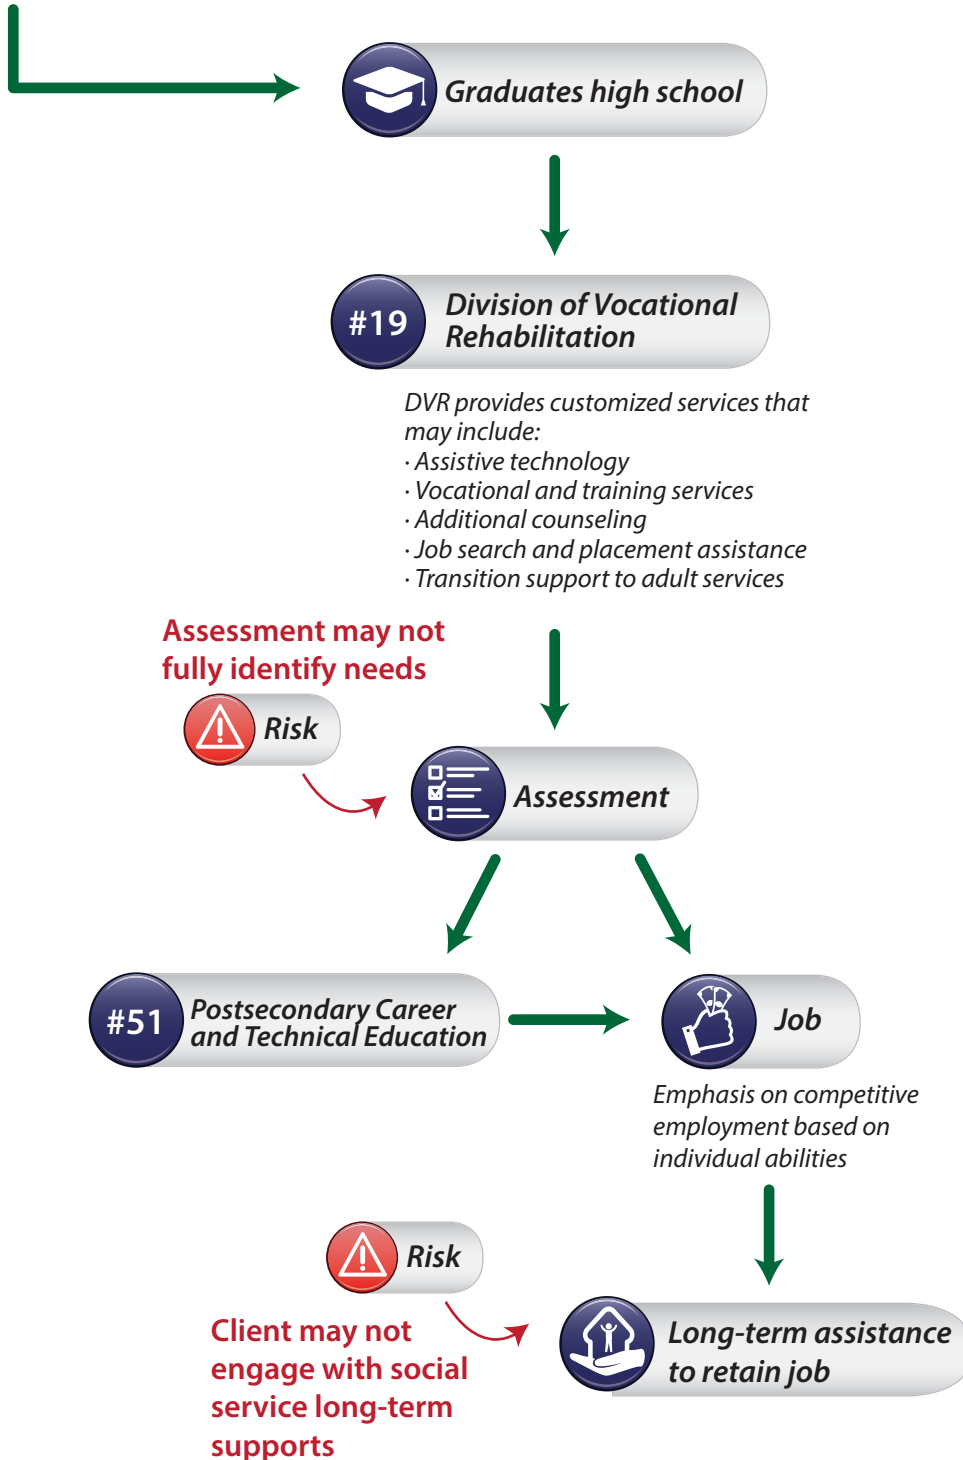 Graduates high school
#19
Division of Vocational
Rehabilitation
DVR provides customized services that
may include:
· Assistive technology
· Vocational and training services
· Additional counseling
· Job search and placement assistance
· Transition support to adult services
Assessment may not
fully identify needs
Risk
Assessment
#51
Postsecondary Career
and Technical Education
Job
Emphasis on competitive
employment based on
individual abilities
Risk
Client may not
engage with social
service long-term
supports
Long-term assistance
to retain job